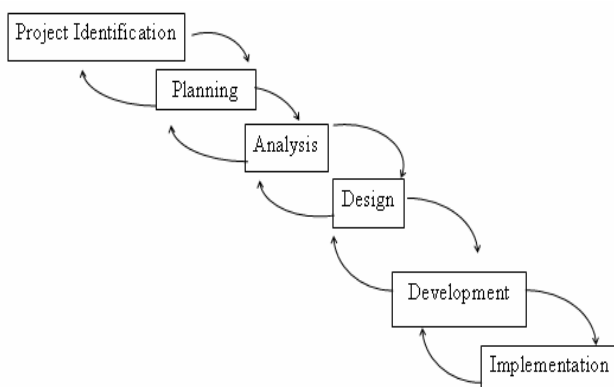 Project Identification
Planning
Analysis
Design
Development
Implementation